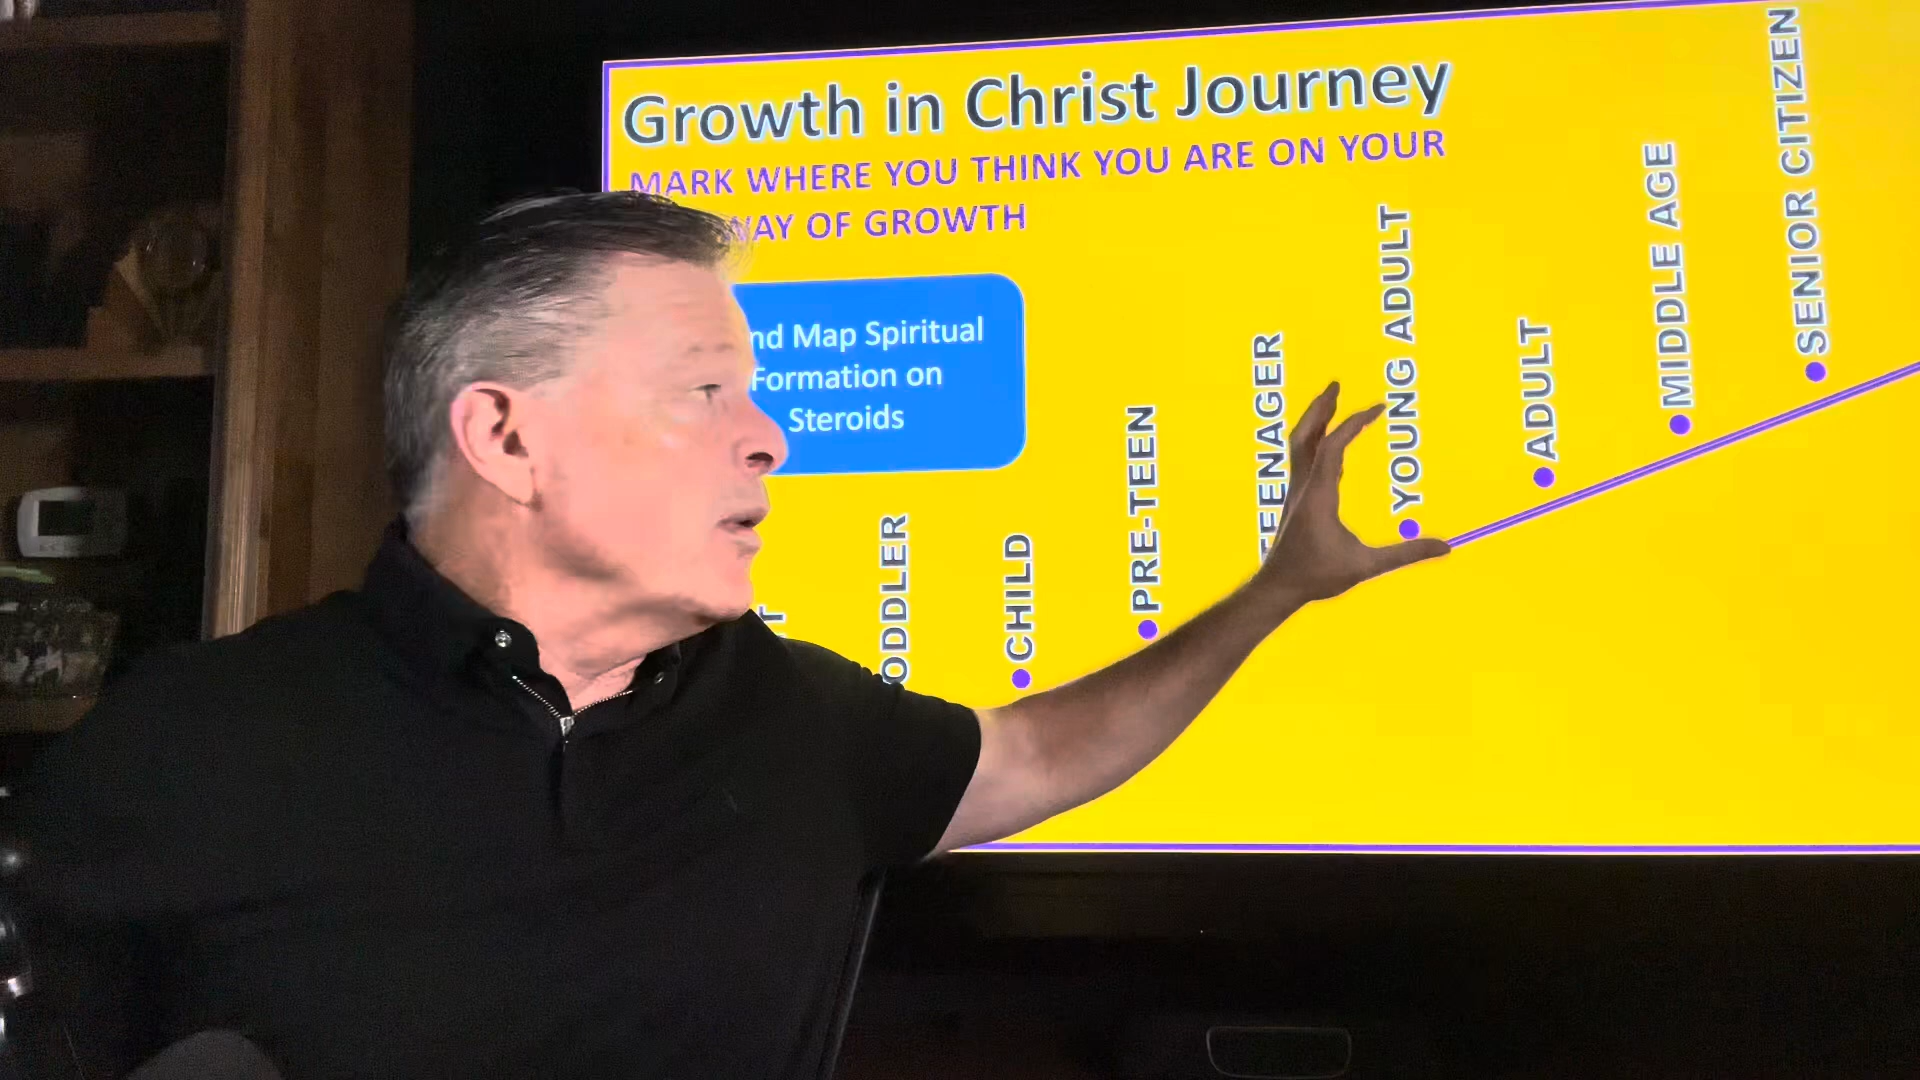 Growth in Christ Journey
MARK WHERE YOU THINK YOU ARE ON YOUR
OF GROWTH
Map Spiritual
Formation on
Steroids
CHILD
PRE-TEEN
TEENAGER
YOUNG ADULT
ADULT
MIDDLE AGE
SENIOR CITIZEN